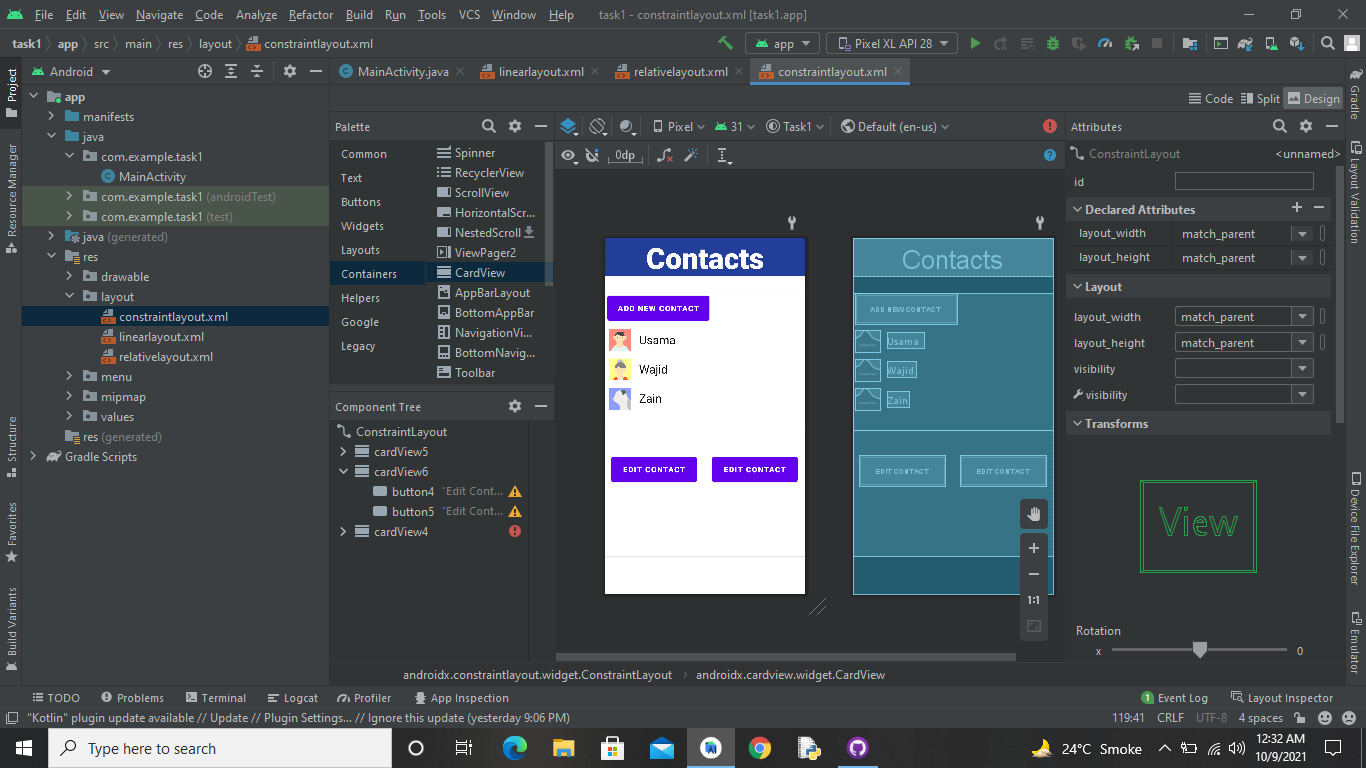 File Edit View Navigate Code Analyze Refactor Build Run Tools VCS Window Help task1 - constraintlayout.xml [task1.app]
task1 app src main res layout constraintlayout.xml app Pixel XL API 28
Project
Resource Manager
Structure
Favorites
Build Variants
Android
app
manifests
java
com.example.task1
MainActivity
com.example.task1 (androidTest)
com.example.task1 (test)
java (generated)
res
drawable
layout
constraintlayout.xml
linearlayout.xml
relativelayout.xml
menu
mipmap
values
res (generated)
Gradle Scripts
MainActivity.java linearlayout.xml relativelayout.xml constraintlayout.xml
Code Split Design
Palette
Common
Text
Buttons
Widgets
Layouts
Containers
Helpers
Google
Legacy
Spinner
RecyclerView
ScrollView
HorizontalScr...
NestedScroll
ViewPager2
CardView
AppBarLayout
BottomAppBar
NavigationVi...
BottomNavig...
Toolbar
Component Tree
ConstraintLayout
cardView5
cardView6
button4 "Edit Cont...
button5 "Edit Cont...
cardView4
Pixel 31 Task1 Default (en-us)
0dp
Contacts
ADD NEW CONTACT
Usama
Wajid
Zain
EDIT CONTACT EDIT CONTACT
Contacts
ADD NEW CONTACT
Usama
Wajid
Zain
EDIT CONTACT EDIT CONTACT
1:1
Attributes
ConstraintLayout <unnamed>
id
Declared Attributes
layout_width match_parent
layout_height match_parent
Layout
layout_width match_parent
layout_height match_parent
visibility
visibility
Transforms
View
Rotation
x 0
Gradle
Layout Validation
Device File Explorer
Emulator
androidx.constraintlayout.widget.ConstraintLayout androidx.cardview.widget.CardView
TODO Problems Terminal Logcat Profiler App Inspection 1 Event Log Layout Inspector
"Kotlin" plugin update available // Update // Plugin Settings... // Ignore this update (yesterday 9:06 PM) 119:41 CRLF UTF-8 4 spaces
Type here to search 24°C Smoke 12:32 AM
10/9/2021